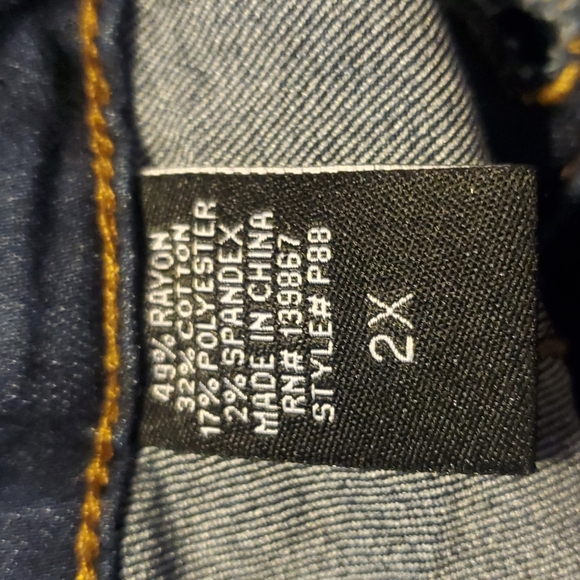 49% RAYON
32% COTTON
17% POLYESTER
2% SPANDEX
MADE IN CHINA
RN# 139867
STYLE# P88
2X